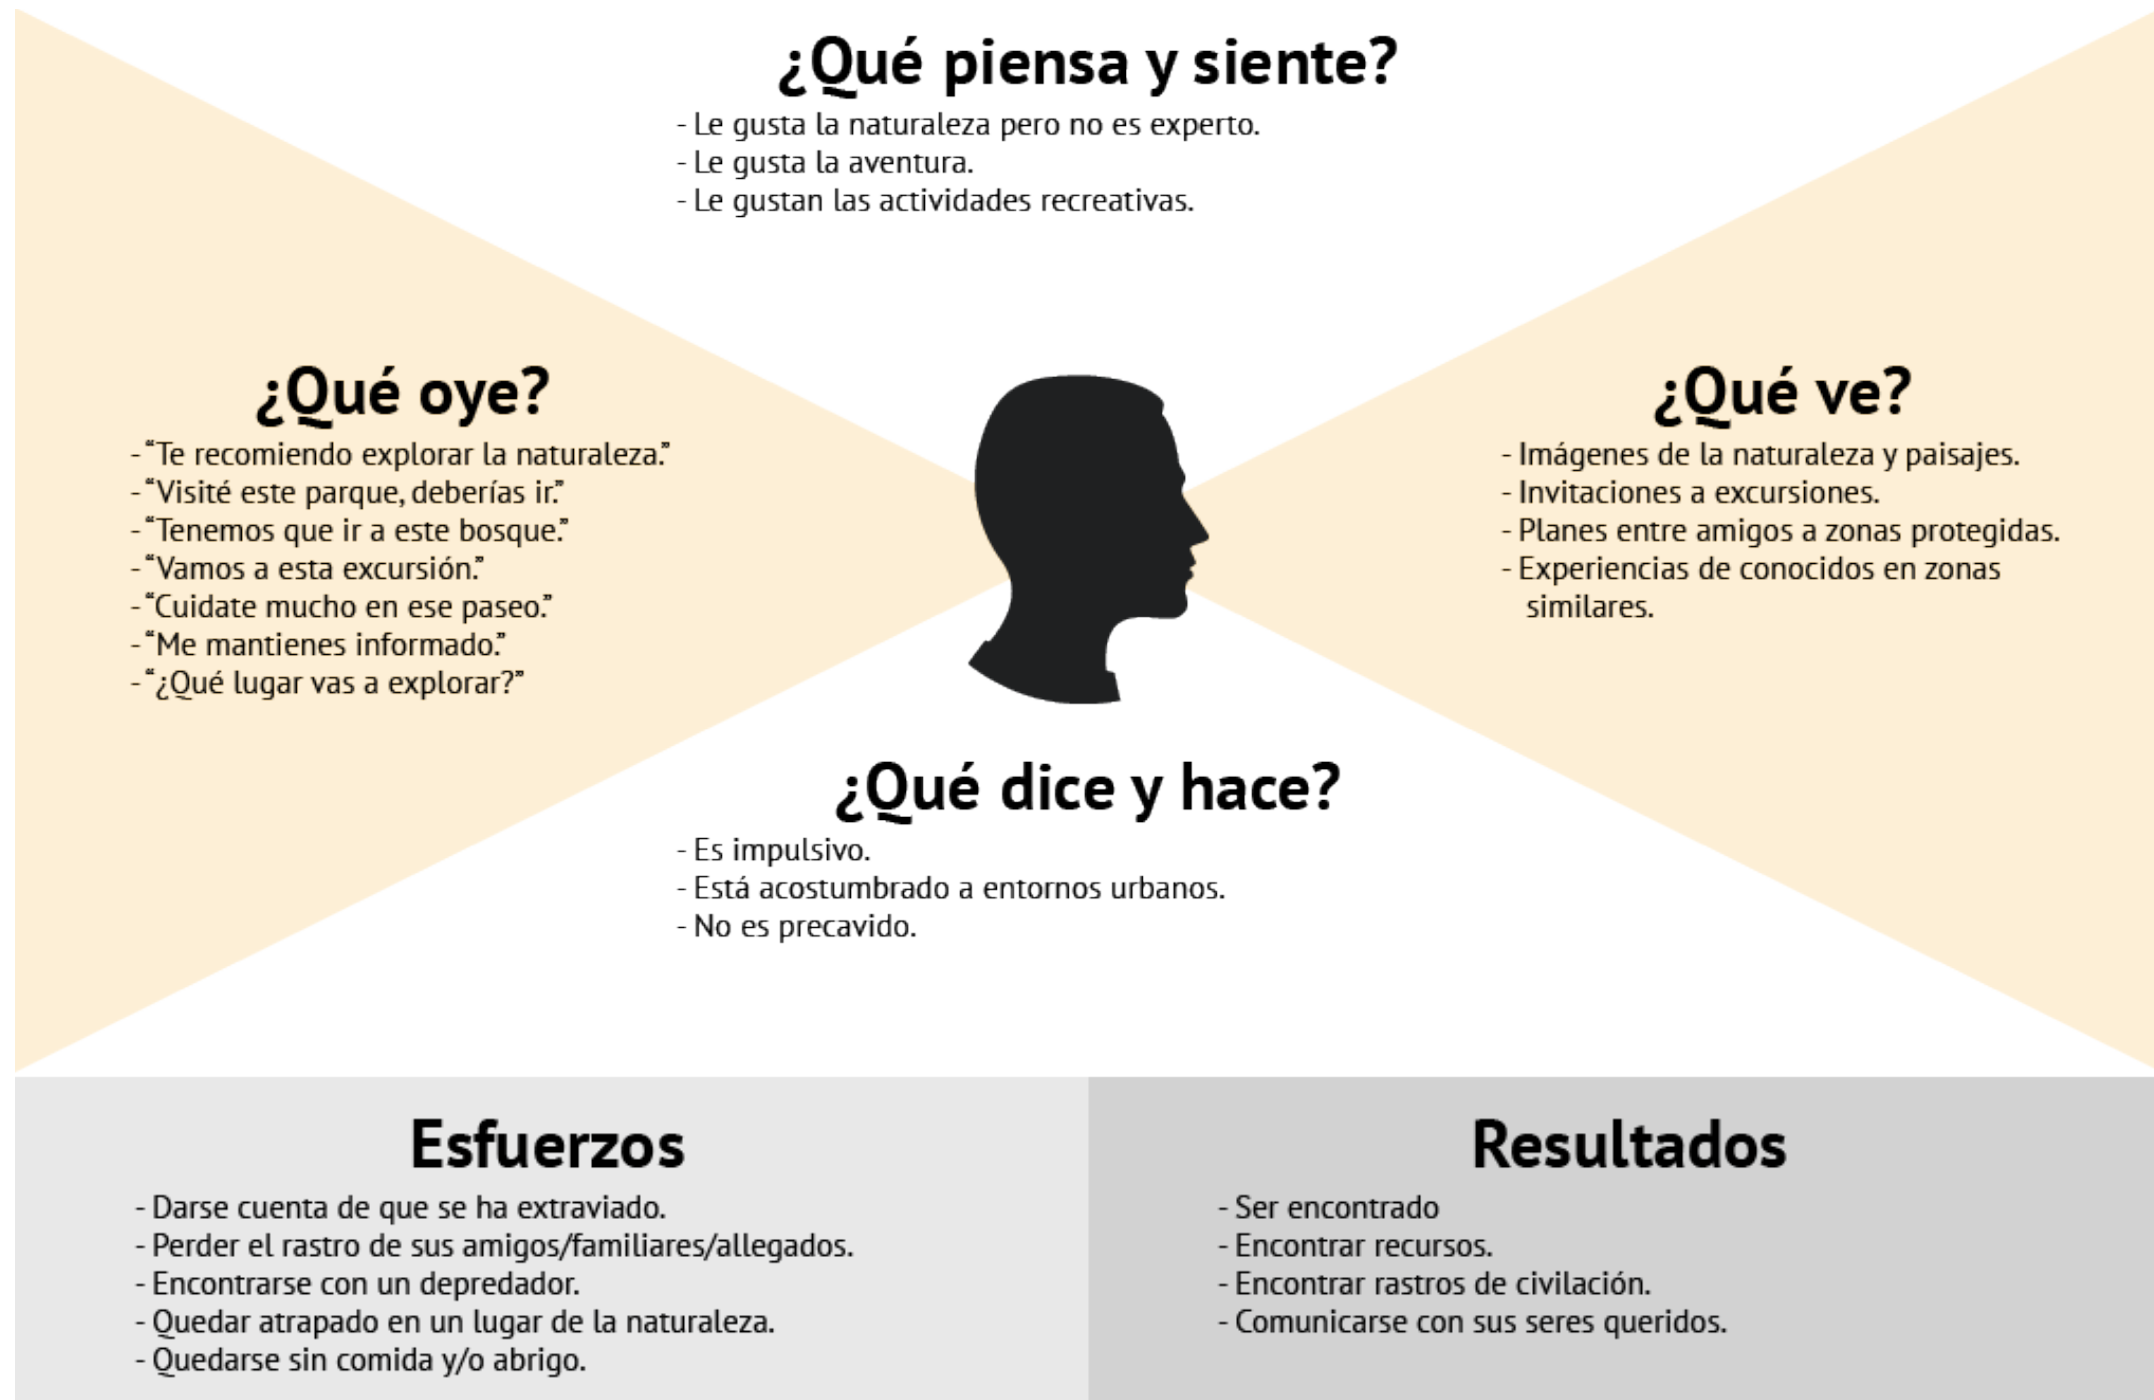 ¿Qué piensa y siente?
- Le gusta la naturaleza pero no es experto.
- Le gusta la aventura.
- Le gustan las actividades recreativas.
¿Qué oye?
- “Te recomiendo explorar la naturaleza.”
- “Visité este parque, deberías ir.”
- “Tenemos que ir a este bosque.”
- “Vamos a esta excursión.”
- “Cuidate mucho en ese paseo.”
- “Me mantienes informado.”
- “¿Qué lugar vas a explorar?”
¿Qué ve?
- Imágenes de la naturaleza y paisajes.
- Invitaciones a excursiones.
- Planes entre amigos a zonas protegidas.
- Experiencias de conocidos en zonas
similares.
¿Qué dice y hace?
- Es impulsivo.
- Está acostumbrado a entornos urbanos.
- No es precavido.
Esfuerzos
- Darse cuenta de que se ha extraviado.
- Perder el rastro de sus amigos/familiares/allegados.
- Encontrarse con un depredador.
- Quedar atrapado en un lugar de la naturaleza.
- Quedarse sin comida y/o abrigo.
Resultados
- Ser encontrado
- Encontrar recursos.
- Encontrar rastros de civilación.
- Comunicarse con sus seres queridos.